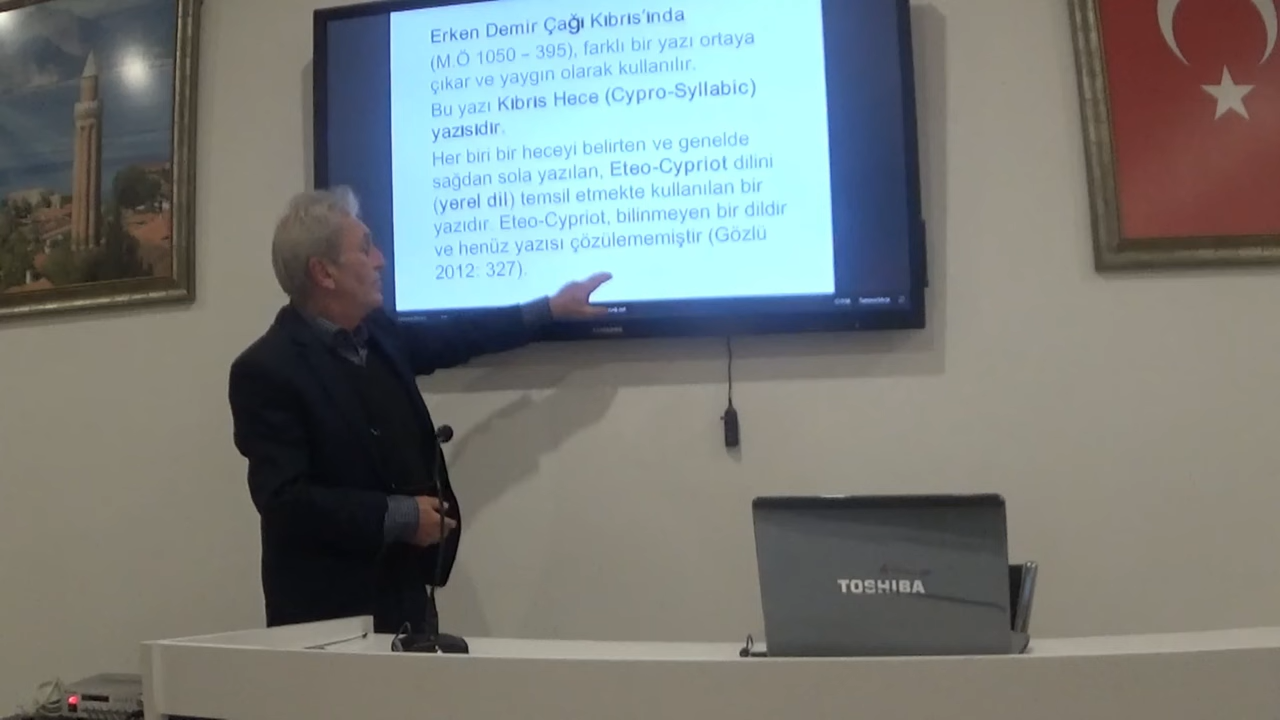 Erken Demir Çağı Kıbrıs'ında
(M.Ö 1050 – 395), farklı bir yazı ortaya
çıkar ve yaygın olarak kullanılır.
Bu yazı Kıbrıs Hece (Cypro-Syllabic)
yazısıdır.
Her biri bir heceyi belirten ve genelde
sağdan sola yazılan, Eteo-Cypriot dilini
(yerel dil) temsil etmekte kullanılan bir
yazıdır. Eteo-Cypriot, bilinmeyen bir dildir
ve henüz yazısı çözülememiştir (Gözlü
2012: 327).
SAMSUNG
TOSHIBA